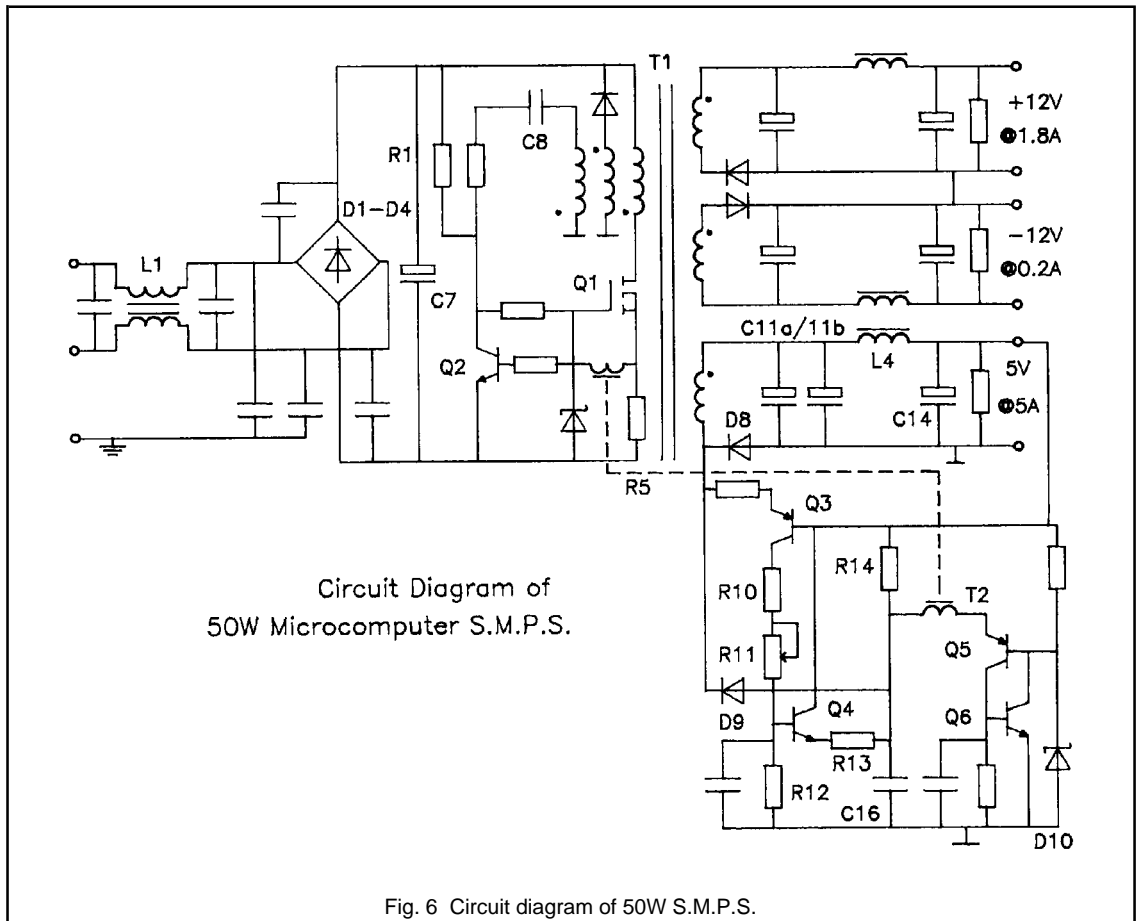 T1
+12V
@1.8A
C8
R1
D1-D4
L1
C7
Q1
-12V
@0.2A
C11a/11b
L4
5V
@5A
Q2
D8
C14
R5
Q3
R14
R10
T2
Circuit Diagram of
50W Microcomputer S.M.P.S.
R11
Q5
D9
Q4
Q6
R13
R12
C16
D10
Fig. 6 Circuit diagram of 50W S.M.P.S.